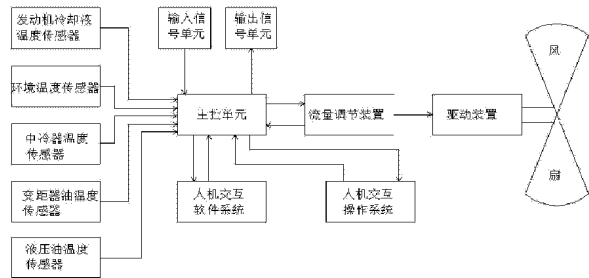 发动机冷却液
温度传感器
输入信
号单元
输出信
号单元
环境温度传感器
主控单元
流量调节装置
驱动装置
风
扇
中冷器温度
传感器
变距器油温度
传感器
人机交互
软件系统
人机交互
操作系统
液压油温度
传感器